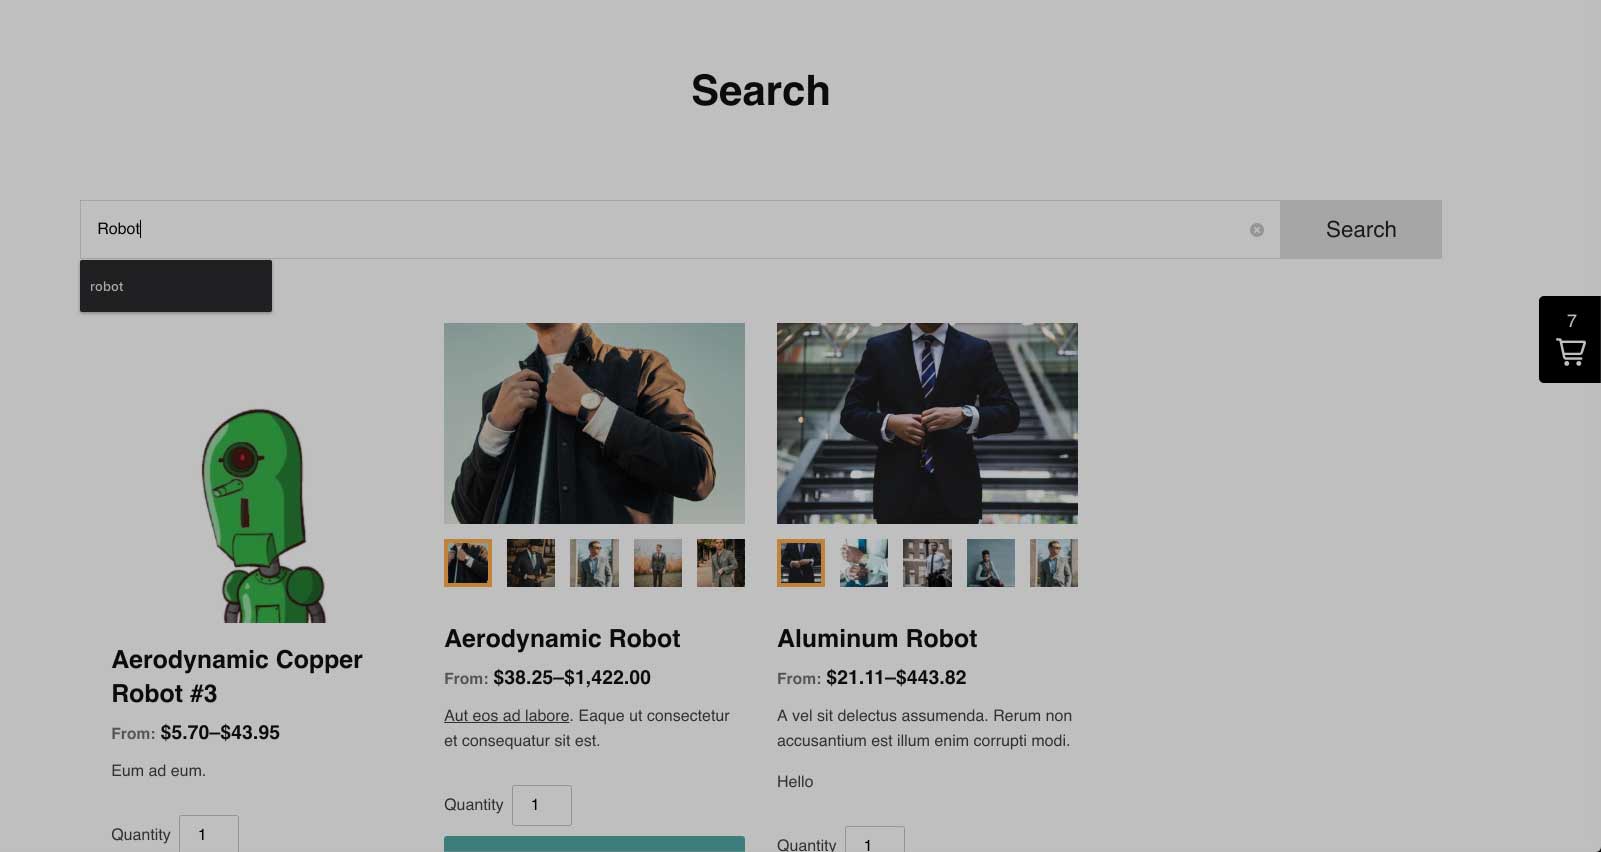 Search
Robot
Search
robot
7
Aerodynamic Copper
Robot #3
From: $5.70–$43.95
Eum ad eum.
Quantity 1
Aerodynamic Robot
From: $38.25–$1,422.00
Aut eos ad labore. Eaque ut consectetur
et consequatur sit est.
Quantity 1
Aluminum Robot
From: $21.11–$443.82
A vel sit delectus assumenda. Rerum non
accusantium est illum enim corrupti modi.
Hello
Quantity 1